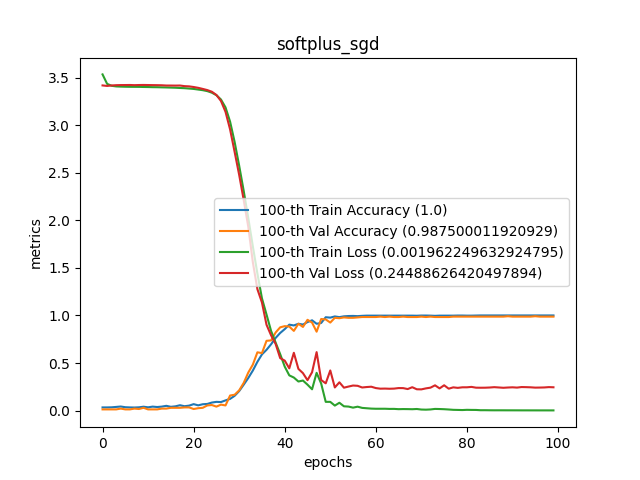 softplus_sgd
metrics
3.5
3.0
2.5
2.0
1.5
1.0
0.5
0.0
100-th Train Accuracy (1.0)
100-th Val Accuracy (0.987500011920929)
100-th Train Loss (0.001962249632924795)
100-th Val Loss (0.24488626420497894)
0 20 40 60 80 100
epochs